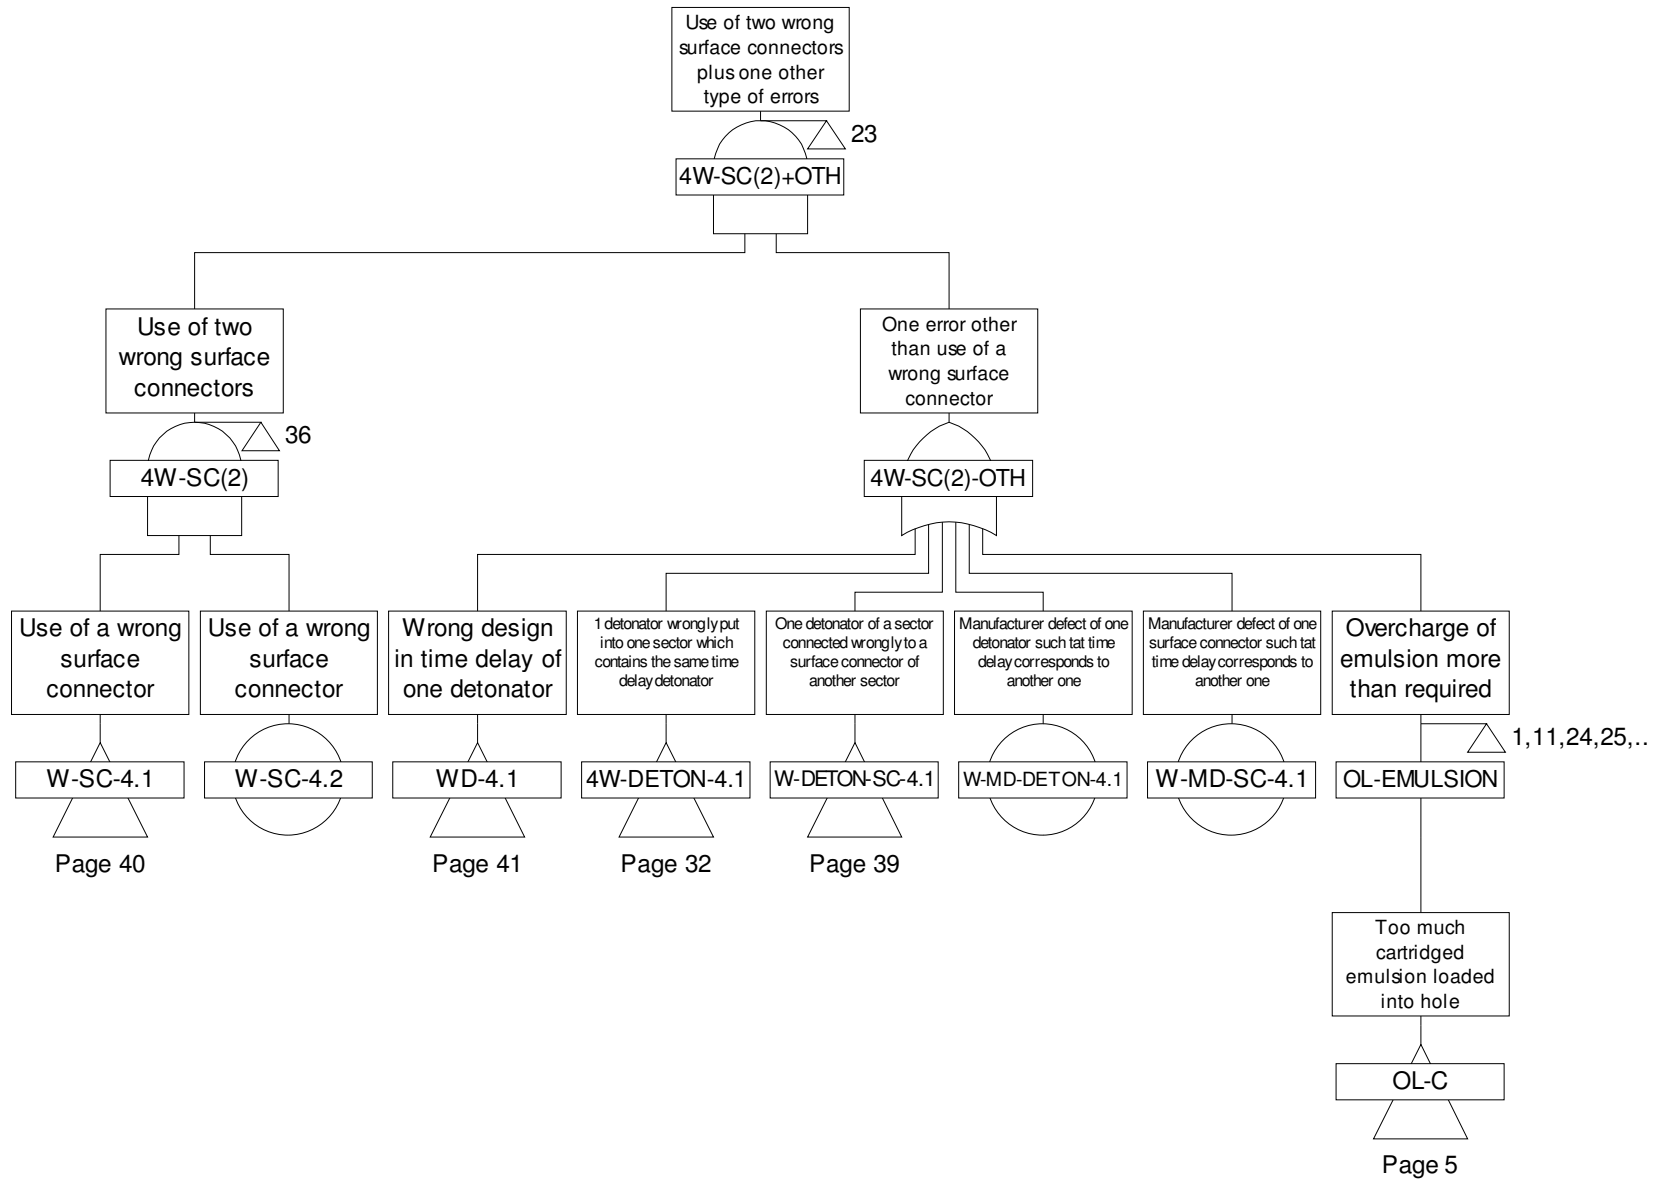 Use of two wrong
surface connectors
plus one other
type of errors
23
4W-SC(2)+OTH
Use of two
wrong surface
connectors
36
4W-SC(2)
One error other
than use of a
wrong surface
connector
4W-SC(2)-OTH
Use of a wrong
surface
connector
W-SC-4.1
Page 40
Use of a wrong
surface
connector
W-SC-4.2
Wrong design
in time delay of
one detonator
WD-4.1
Page 41
1 detonator wrongly put
into one sector which
contains the same time
delay detonator
4W-DETON-4.1
Page 32
One detonator of a sector
connected wrongly to a
surface connector of
another sector
W-DETON-SC-4.1
Page 39
Manufacturer defect of one
detonator such tat time
delay corresponds to
another one
W-MD-DETON-4.1
Manufacturer defect of one
surface connector such tat
time delay corresponds to
another one
W-MD-SC-4.1
Overcharge of
emulsion more
than required
1,11,24,25,..
OL-EMULSION
Too much
cartridged
emulsion loaded
into hole
OL-C
Page 5